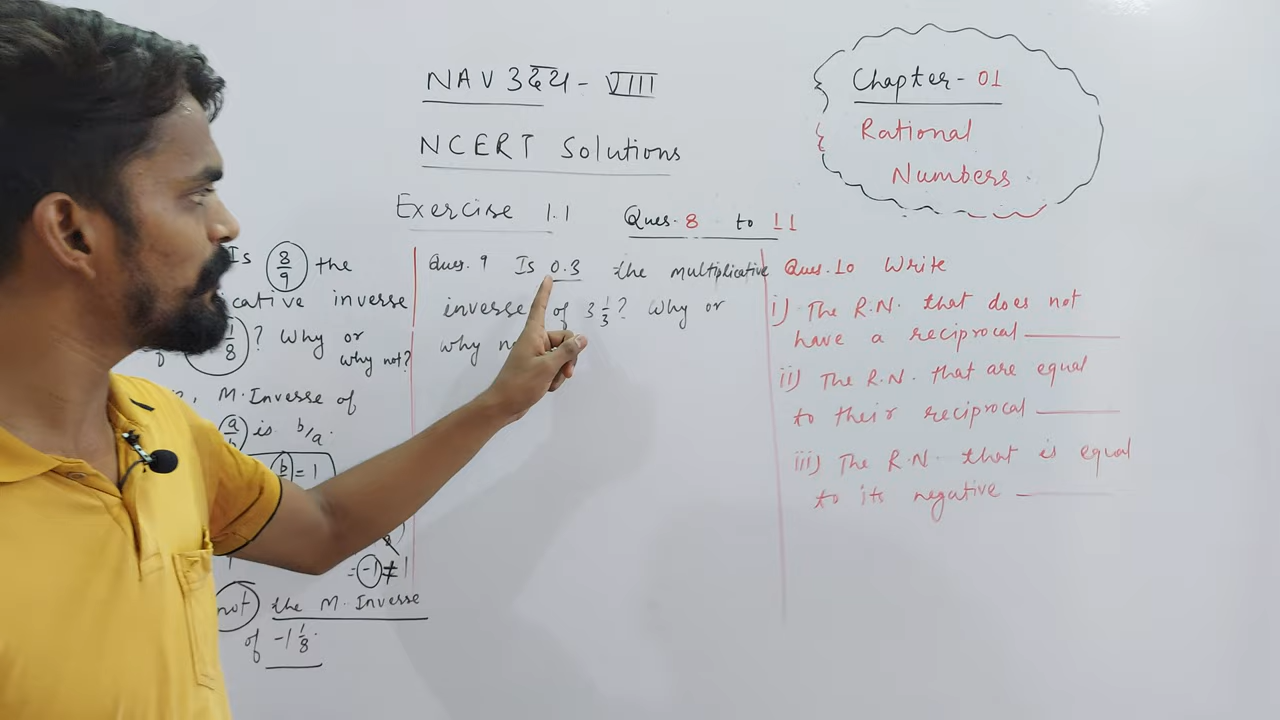 NAV उदय - VIII
NCERT Solutions
Exercise 1.1 Ques. 8 to 11
Chapter - 01
Rational
Numbers
Is 8/9 the
inverse
? Why or
why not?
M. Inverse of
a/b is b/a.
b = 1
= -1 ≠ 1
not the M. Inverse
of -1 1/8.
Ques. 9 Is 0.3 the multiplicative
inverse of 3 1/3? Why or
why
Ques. 10 Write
i) The R.N. that does not
have a reciprocal
ii) The R.N. that are equal
to their reciprocal
iii) The R.N. that is equal
to its negative